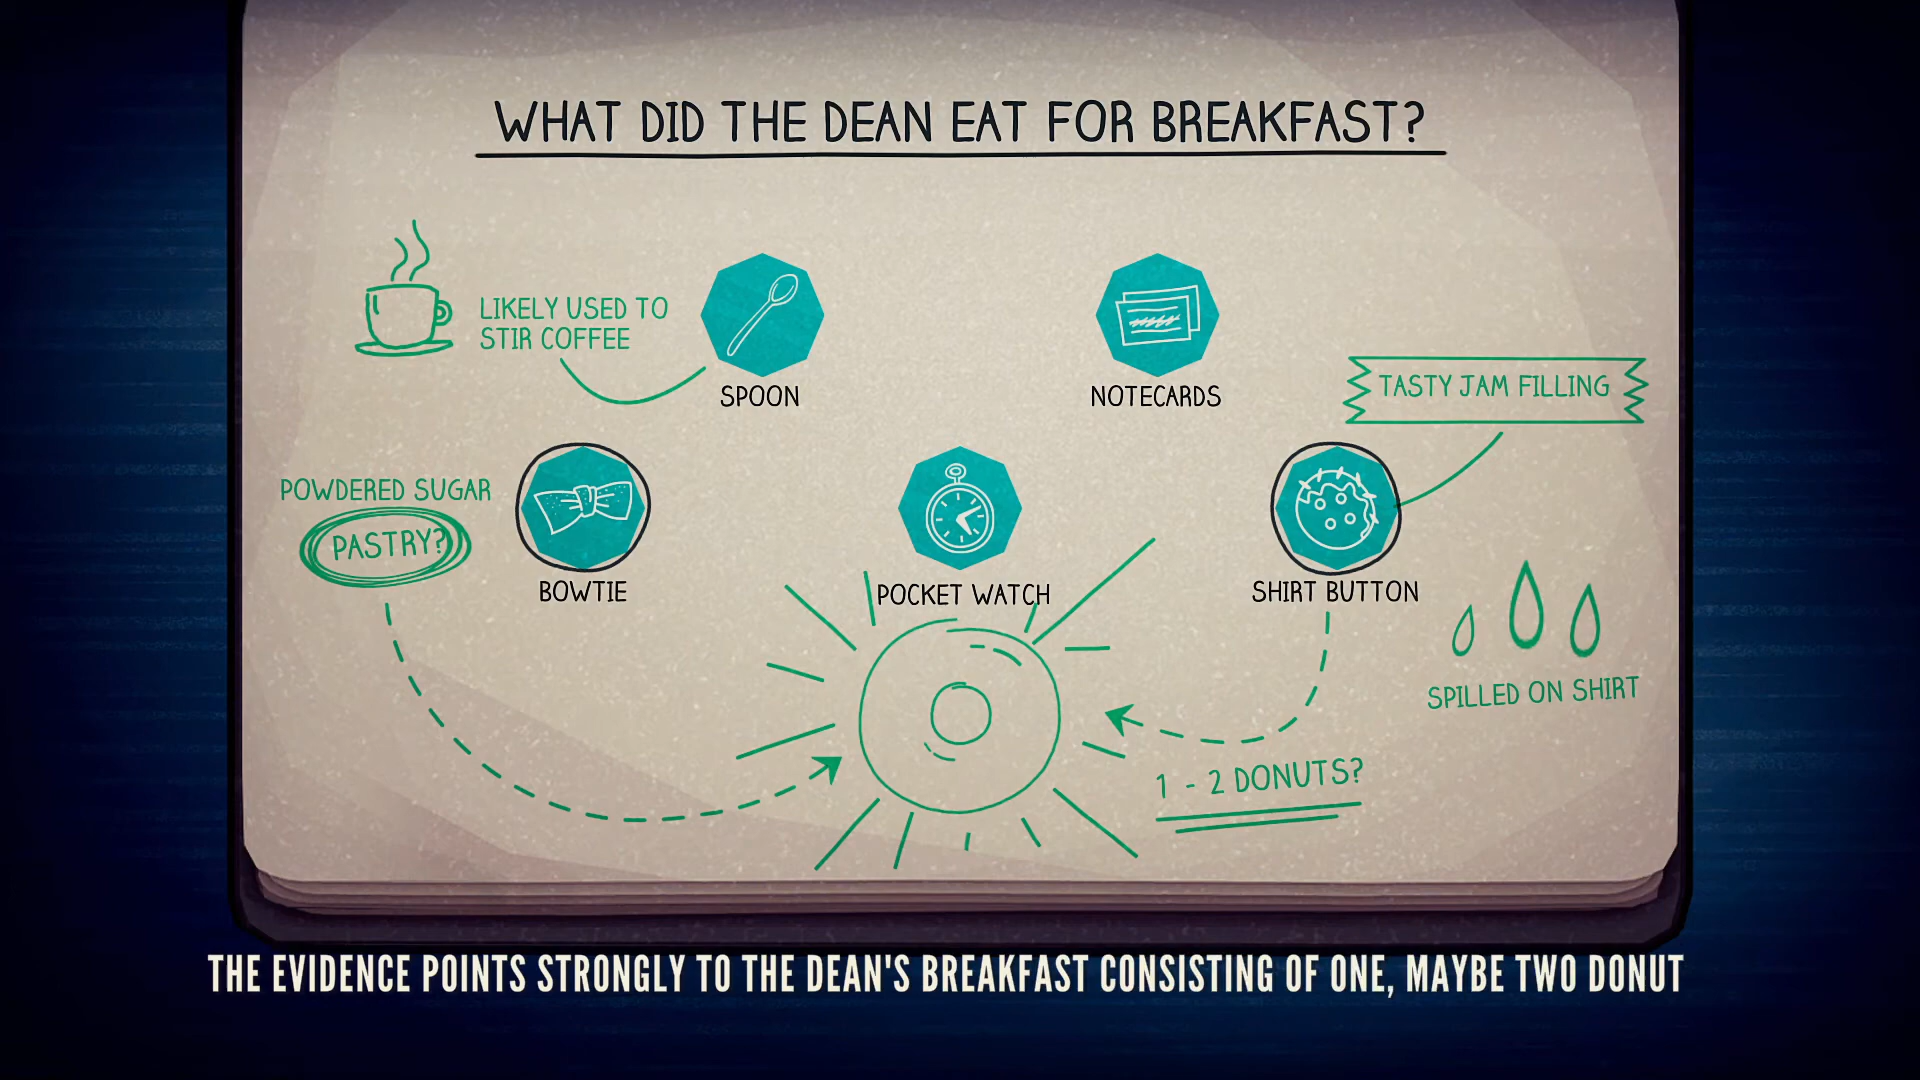 WHAT DID THE DEAN EAT FOR BREAKFAST?
LIKELY USED TO
STIR COFFEE
SPOON
NOTECARDS
TASTY JAM FILLING
POWDERED SUGAR
PASTRY?
BOWTIE
POCKET WATCH
SHIRT BUTTON
SPILLED ON SHIRT
1 - 2 DONUTS?
THE EVIDENCE POINTS STRONGLY TO THE DEAN'S BREAKFAST CONSISTING OF ONE, MAYBE TWO DONUT